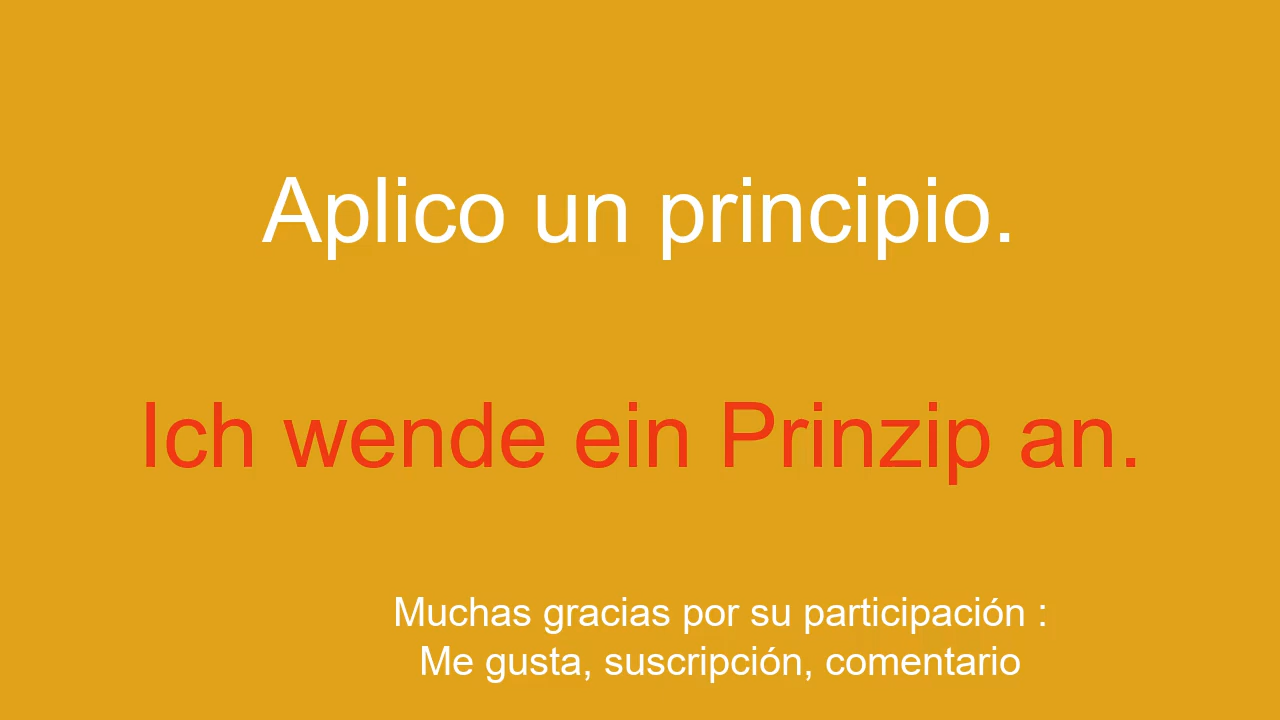 Aplico un principio.
Ich wende ein Prinzip an.
Muchas gracias por su participación :
Me gusta, suscripción, comentario